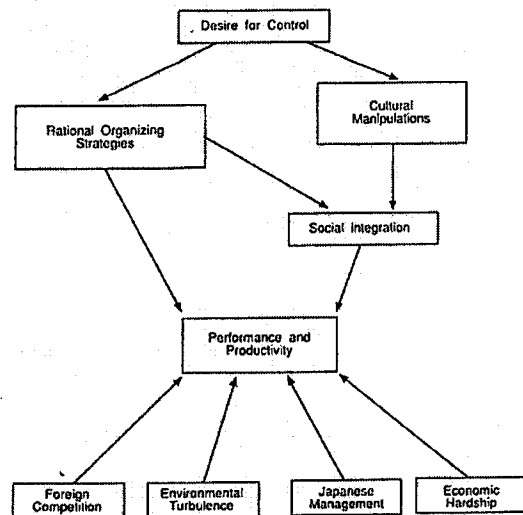 Desire for Control
Rational Organizing
Strategies
Cultural
Manipulations
Social Integration
Performance and
Productivity
Foreign
Competition
Environmental
Turbulence
Japanese
Management
Economic
Hardship